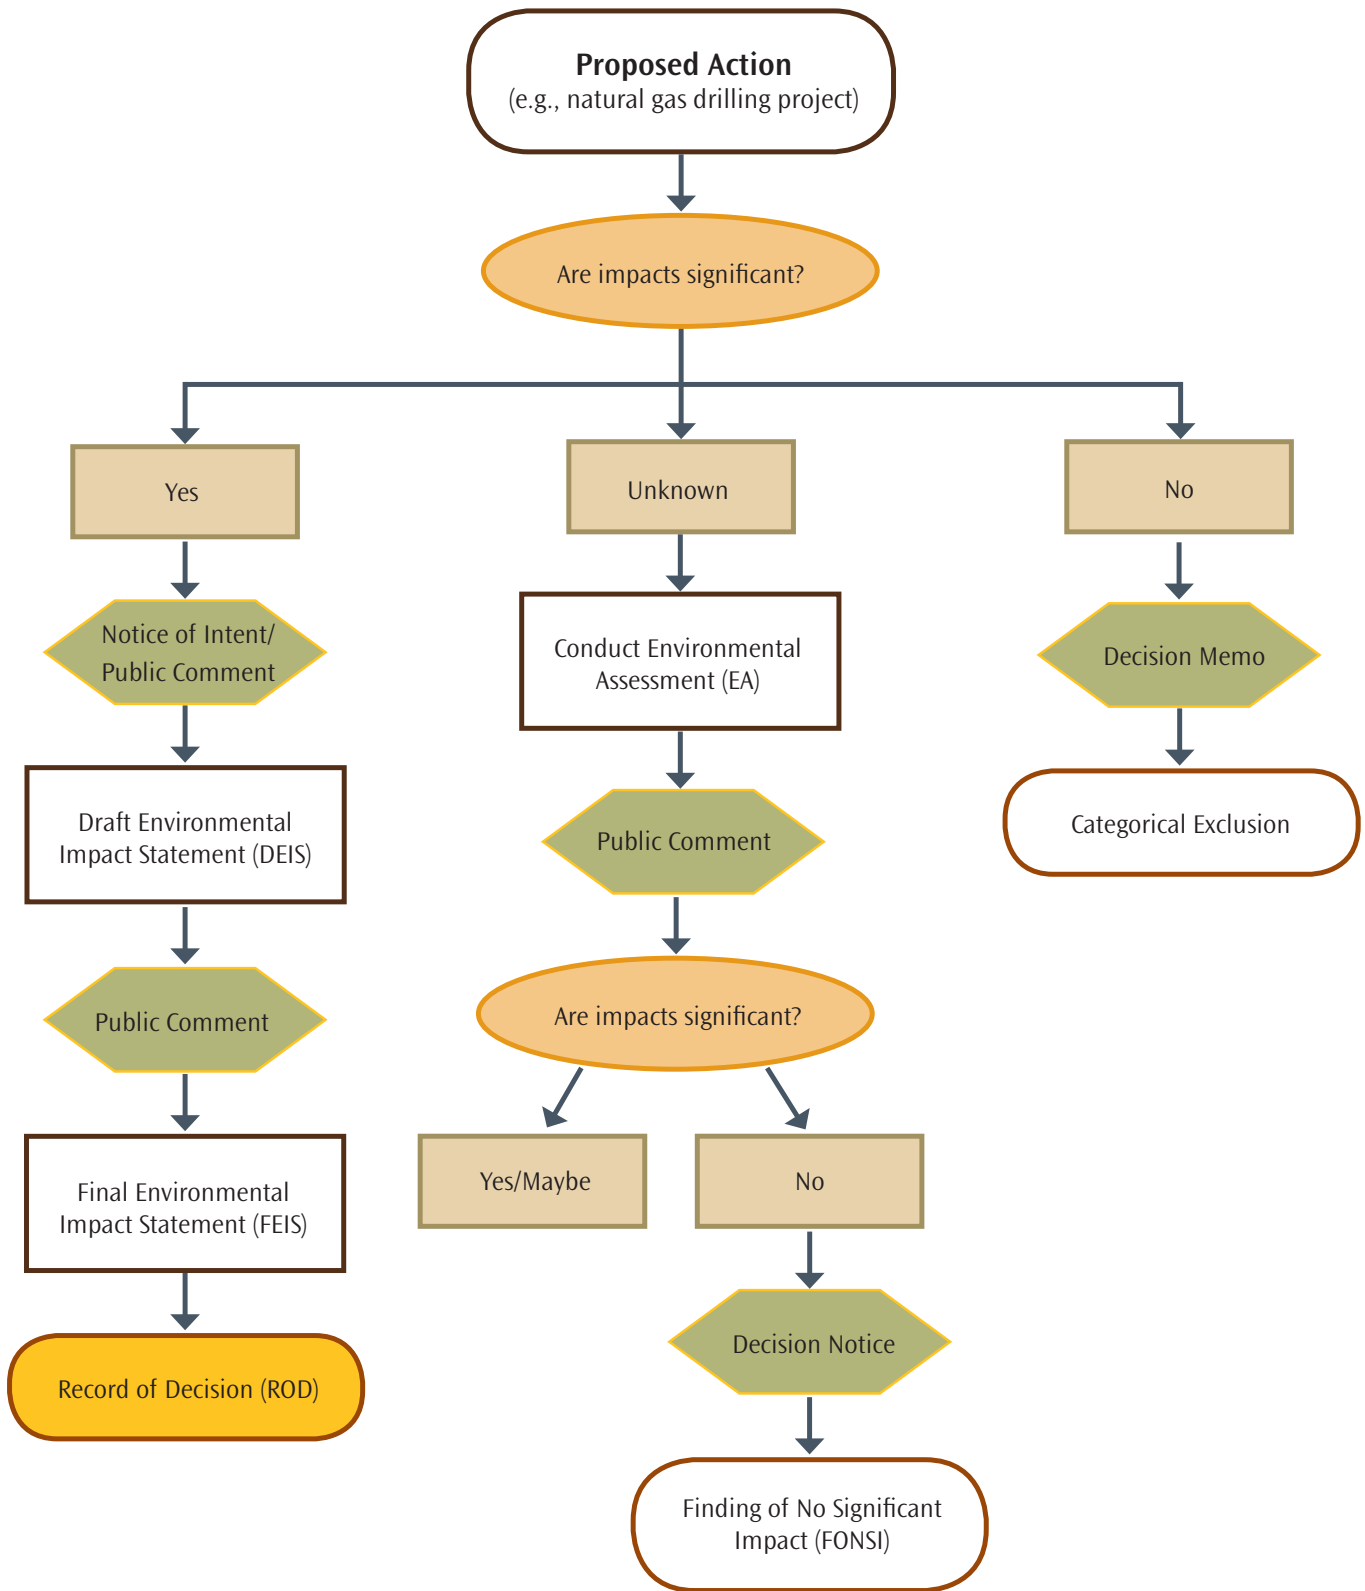 Proposed Action
(e.g., natural gas drilling project)
Are impacts significant?
Yes
Unknown
No
Notice of Intent/
Public Comment
Conduct Environmental
Assessment (EA)
Decision Memo
Draft Environmental
Impact Statement (DEIS)
Public Comment
Categorical Exclusion
Public Comment
Are impacts significant?
Final Environmental
Impact Statement (FEIS)
Yes/Maybe
No
Record of Decision (ROD)
Decision Notice
Finding of No Significant
Impact (FONSI)